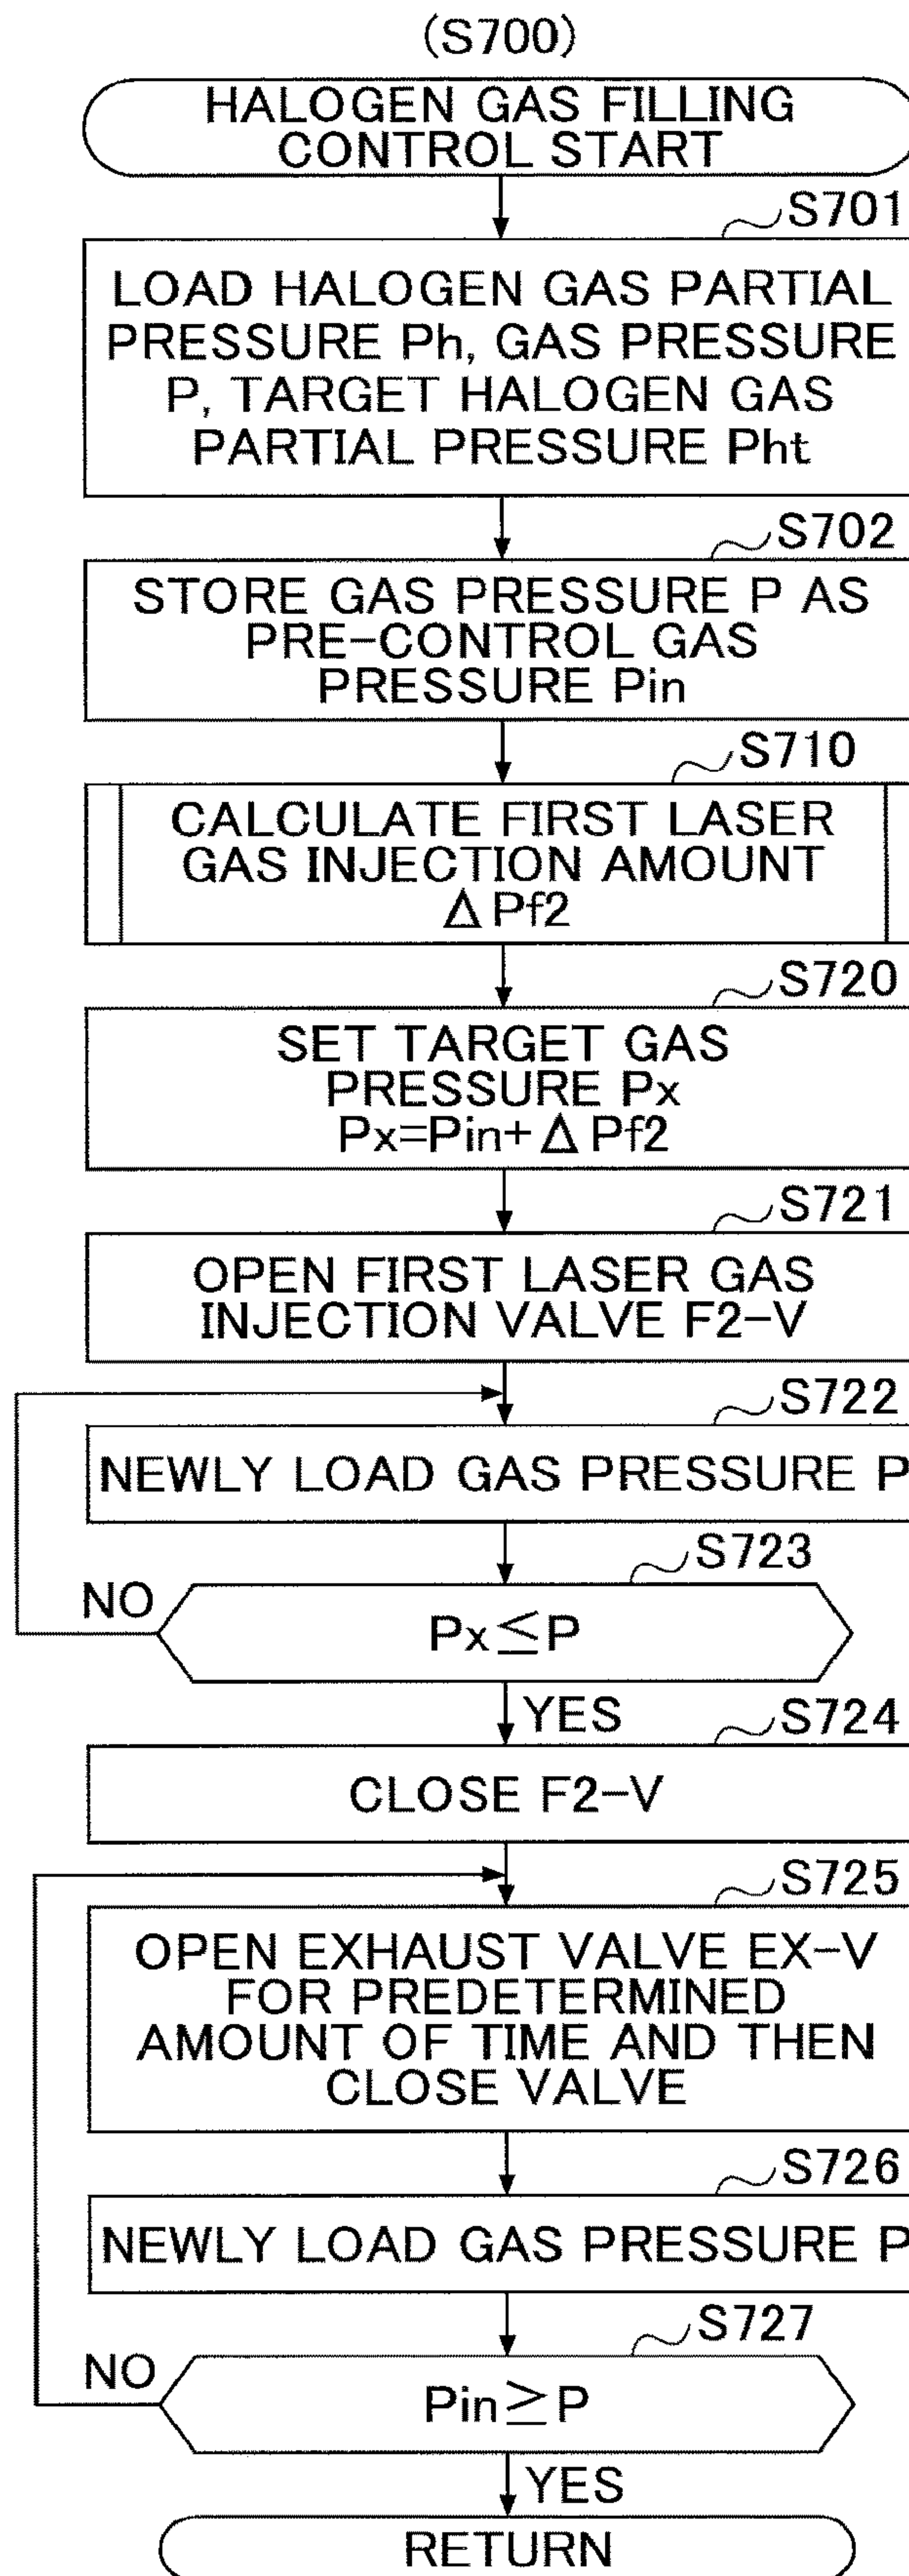 (S700)
HALOGEN GAS FILLING
CONTROL START
S701
LOAD HALOGEN GAS PARTIAL
PRESSURE Ph, GAS PRESSURE
P, TARGET HALOGEN GAS
PARTIAL PRESSURE Pht
S702
STORE GAS PRESSURE P AS
PRE-CONTROL GAS
PRESSURE Pin
S710
CALCULATE FIRST LASER
GAS INJECTION AMOUNT
Δ Pf2
S720
SET TARGET GAS
PRESSURE Px
Px=Pin+Δ Pf2
S721
OPEN FIRST LASER GAS
INJECTION VALVE F2-V
S722
NEWLY LOAD GAS PRESSURE P
S723
NO
Px≦P
YES
S724
CLOSE F2-V
S725
OPEN EXHAUST VALVE EX-V
FOR PREDETERMINED
AMOUNT OF TIME AND THEN
CLOSE VALVE
S726
NEWLY LOAD GAS PRESSURE P
S727
NO
Pin≧P
YES
RETURN